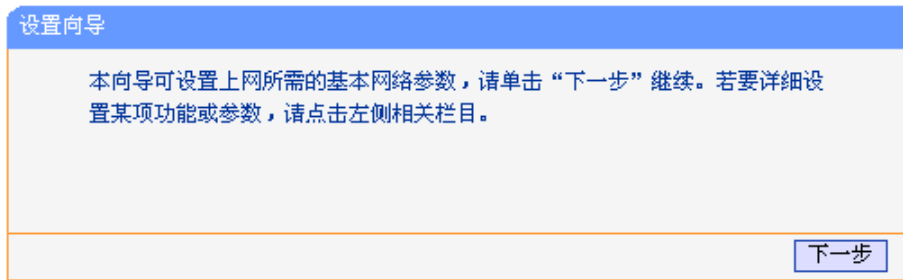 设置向导
本向导可设置上网所需的基本网络参数，请单击“下一步”继续。若要详细设
置某项功能或参数，请点击左侧相关栏目。
下一步